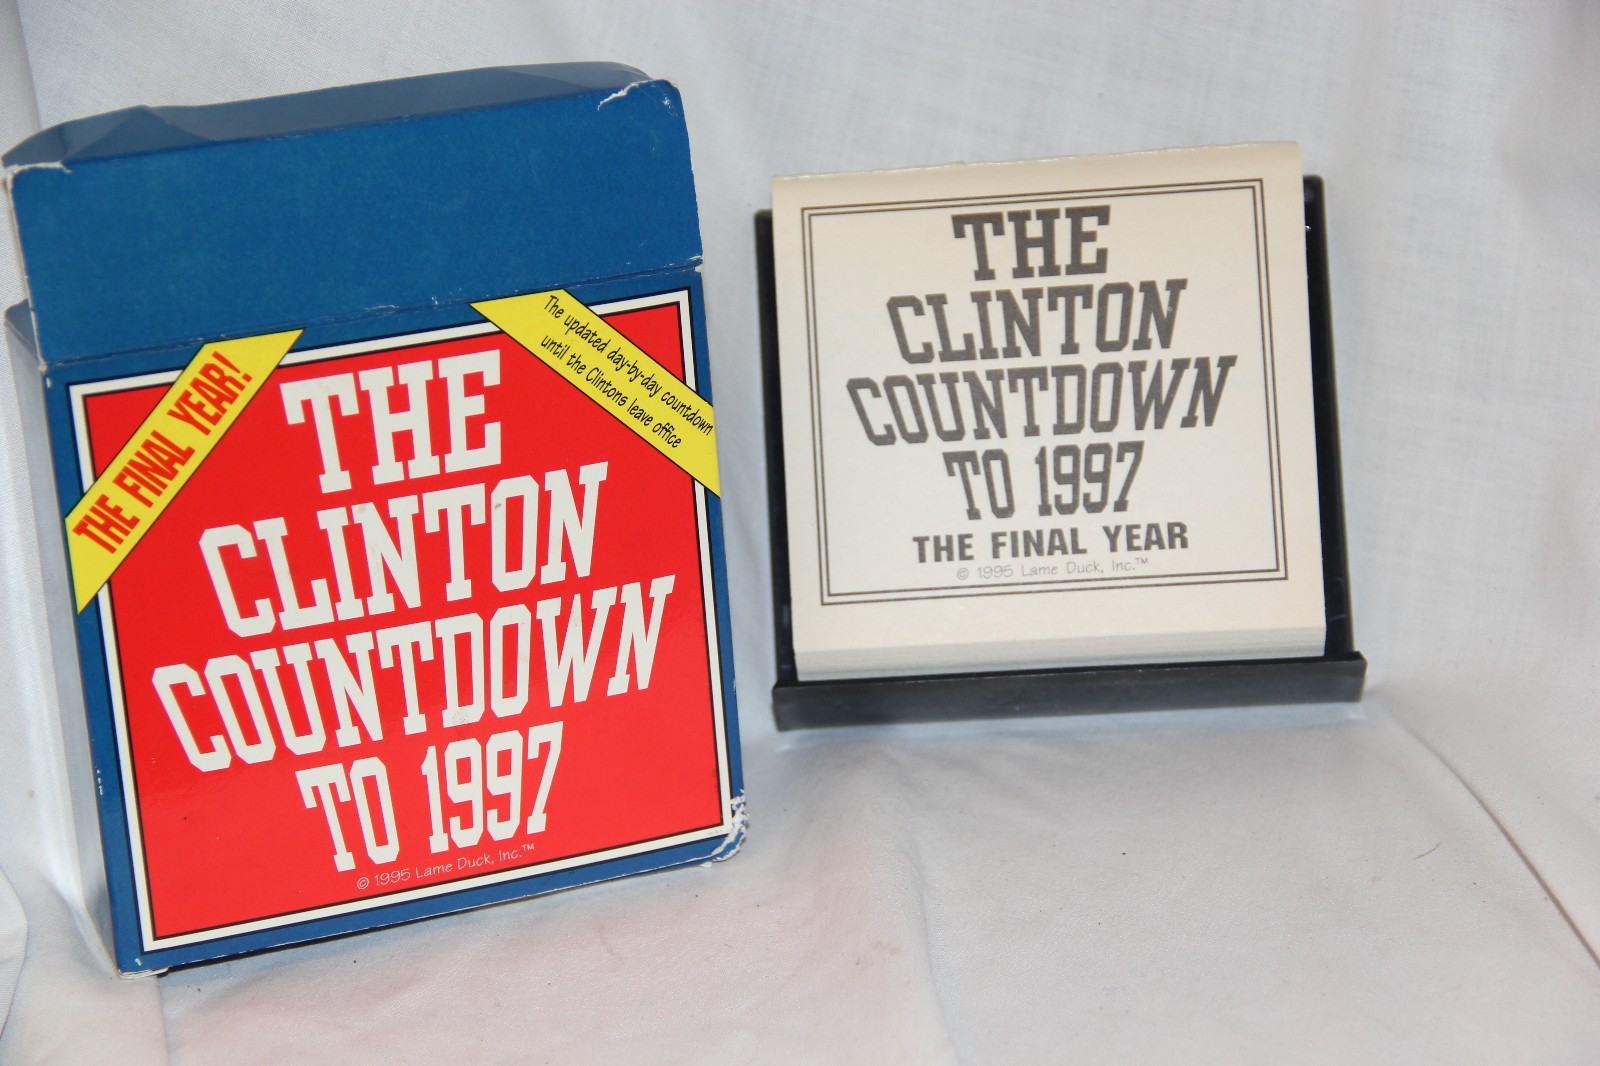 THE FINAL YEAR!
The updated day-by-day countdown
until the Clintons leave office
THE
CLINTON
COUNTDOWN
TO 1997
© 1995 Lame Duck, Inc.™
THE
CLINTON
COUNTDOWN
TO 1997
THE FINAL YEAR
© 1995 Lame Duck, Inc.™